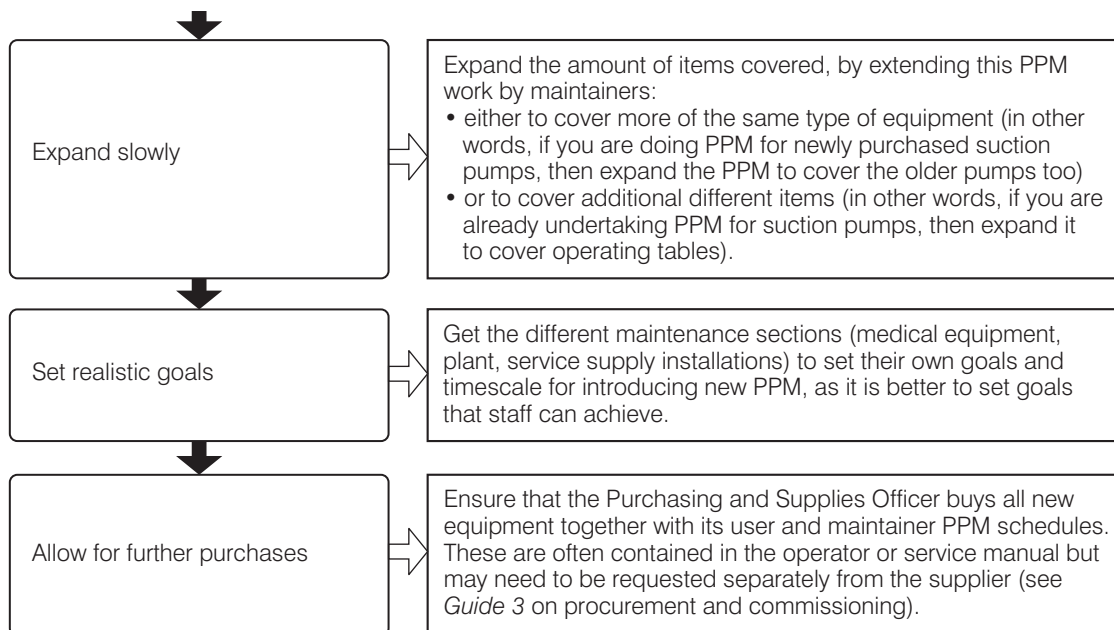 Expand slowly
Expand the amount of items covered, by extending this PPM
work by maintainers:
• either to cover more of the same type of equipment (in other
words, if you are doing PPM for newly purchased suction
pumps, then expand the PPM to cover the older pumps too)
• or to cover additional different items (in other words, if you are
already undertaking PPM for suction pumps, then expand it
to cover operating tables).
Set realistic goals
Get the different maintenance sections (medical equipment,
plant, service supply installations) to set their own goals and
timescale for introducing new PPM, as it is better to set goals
that staff can achieve.
Allow for further purchases
Ensure that the Purchasing and Supplies Officer buys all new
equipment together with its user and maintainer PPM schedules.
These are often contained in the operator or service manual but
may need to be requested separately from the supplier (see
Guide 3 on procurement and commissioning).